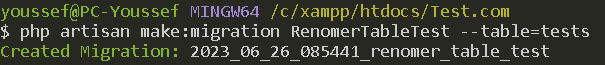 youssef@PC-Youssef MINGW64 /c/xampp/htdocs/Test.com
$ php artisan make:migration RenomerTableTest --table=tests
Created Migration: 2023_06_26_085441_renomer_table_test